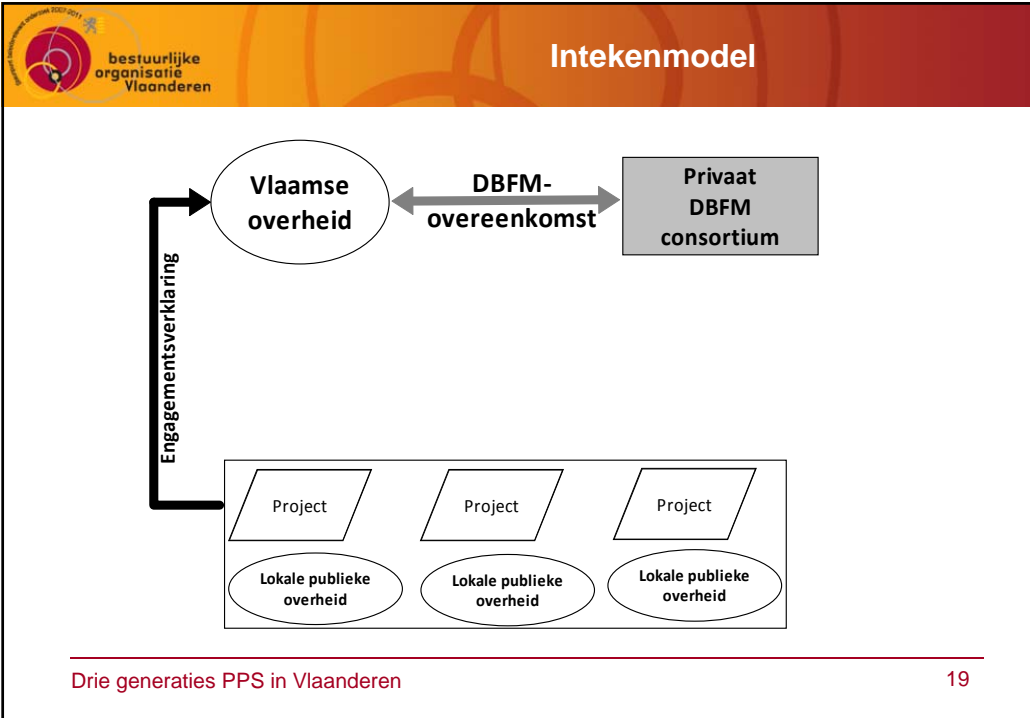 bestuurlijke
organisatie
Vlaanderen
Intekenmodel
Vlaamse
overheid
DBFM-
overeenkomst
Privaat
DBFM
consortium
Engagementsverklaring
Project
Project
Project
Lokale publieke
overheid
Lokale publieke
overheid
Lokale publieke
overheid
Drie generaties PPS in Vlaanderen
19